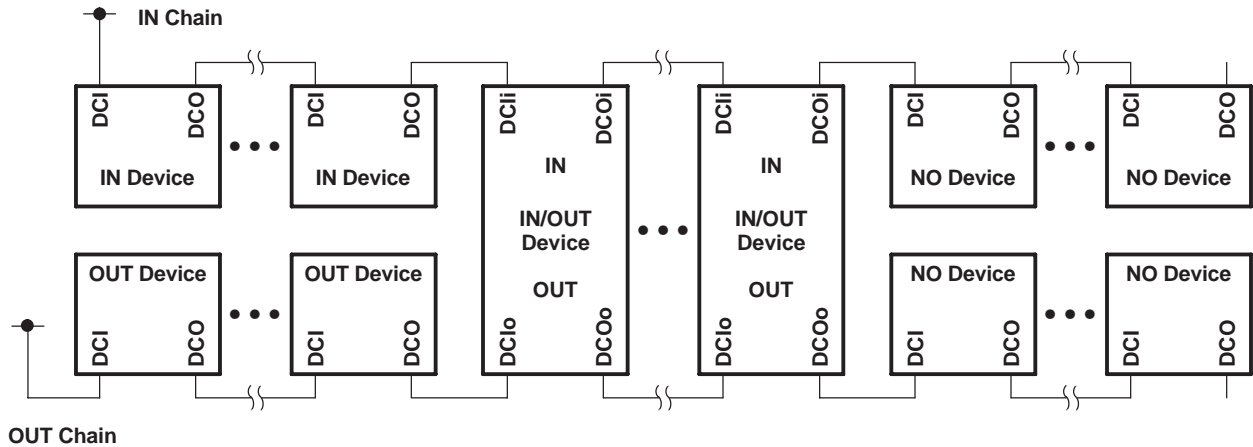 IN Chain
DCI
DCO
DCI
DCO
DCIi
DCOi
DCIi
DCOi
DCI
DCO
DCI
DCO
IN Device
IN Device
IN
IN
NO Device
NO Device
IN/OUT
Device
IN/OUT
Device
OUT Device
OUT Device
OUT
OUT
NO Device
NO Device
DCI
DCO
DCI
DCO
DCIo
DCOo
DCIo
DCOo
DCI
DCO
DCI
DCO
OUT Chain